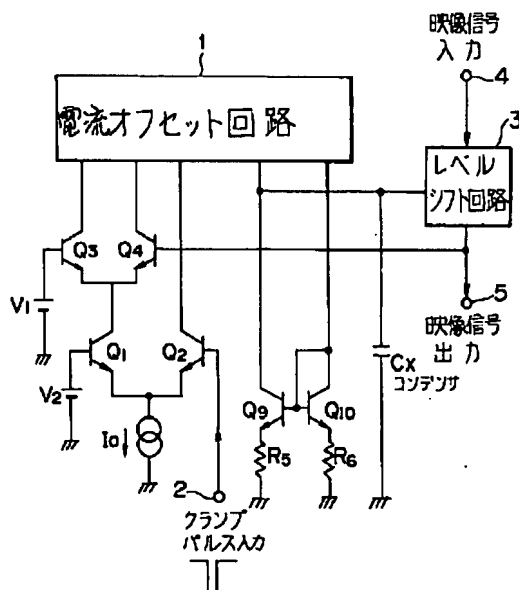 1
電流オフセット回路
映像信号
入力
4
3
レベル
シフト回路
Q3
Q4
V1
Q1
Q2
V2
Io
2
クランプ
パルス入力
Q9
Q10
R5
R6
Cx
コンデンサ
5
映像信号
出力